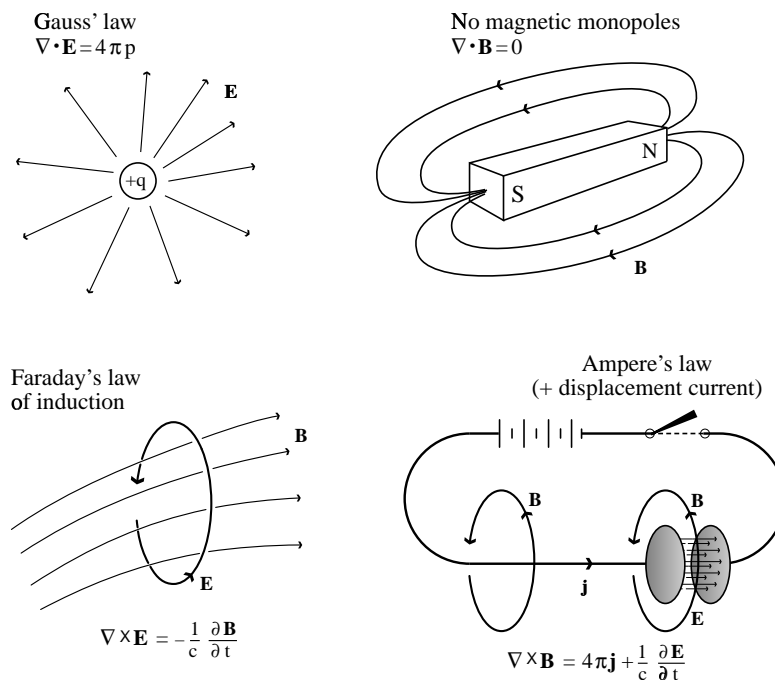 Gauss' law
∇·E = 4πp
E
+q
No magnetic monopoles
∇·B = 0
N
S
B
Faraday's law
of induction
B
E
∇×E = -1/c ∂B/∂t
Ampere's law
(+ displacement current)
B
B
j
E
∇×B = 4πj + 1/c ∂E/∂t